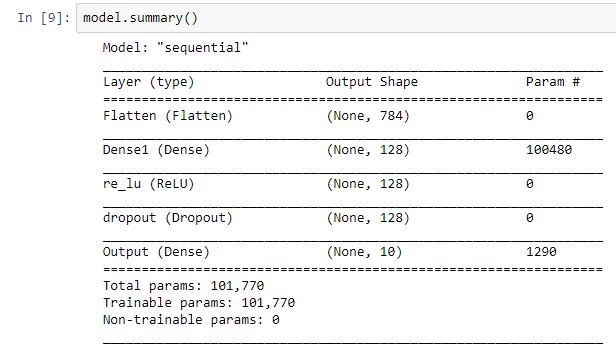 In [9]: model.summary()
Model: "sequential"
Layer (type) Output Shape Param #
=================================================================
Flatten (Flatten) (None, 784) 0
Dense1 (Dense) (None, 128) 100480
re_lu (ReLU) (None, 128) 0
dropout (Dropout) (None, 128) 0
Output (Dense) (None, 10) 1290
=================================================================
Total params: 101,770
Trainable params: 101,770
Non-trainable params: 0